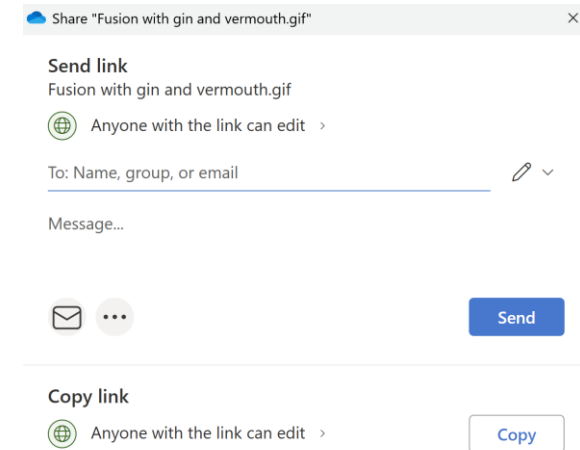 Share "Fusion with gin and vermouth.gif"
Send link
Fusion with gin and vermouth.gif
Anyone with the link can edit
To: Name, group, or email
Message...
Send
Copy link
Anyone with the link can edit
Copy